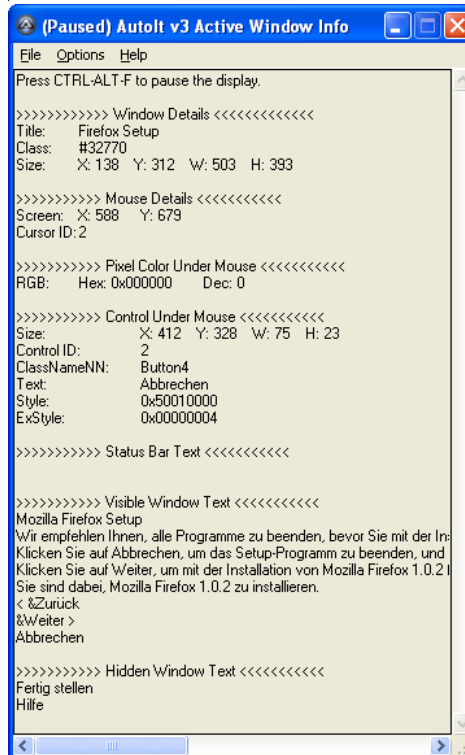 (Paused) AutoIt v3 Active Window Info
File Options Help
Press CTRL-ALT-F to pause the display.
>>>>>>>>>>>> Window Details <<<<<<<<<<<<<
Title: Firefox Setup
Class: #32770
Size: X: 138 Y: 312 W: 503 H: 393
>>>>>>>>>>> Mouse Details <<<<<<<<<<<
Screen: X: 588 Y: 679
Cursor ID: 2
>>>>>>>>>>> Pixel Color Under Mouse <<<<<<<<<<<
RGB: Hex: 0x000000 Dec: 0
>>>>>>>>>>> Control Under Mouse <<<<<<<<<<<
Size: X: 412 Y: 328 W: 75 H: 23
Control ID: 2
ClassNameNN: Button4
Text: Abbrechen
Style: 0x50010000
ExStyle: 0x00000004
>>>>>>>>>>> Status Bar Text <<<<<<<<<<<
>>>>>>>>>>> Visible Window Text <<<<<<<<<<<
Mozilla Firefox Setup
Wir empfehlen Ihnen, alle Programme zu beenden, bevor Sie mit der
Klicken Sie auf Abbrechen, um das Setup-Programm zu beenden, und
Klicken Sie auf Weiter, um mit der Installation von Mozilla Firefox 1.0.2
Sie sind dabei, Mozilla Firefox 1.0.2 zu installieren.
< &Zurück
&Weiter >
Abbrechen
>>>>>>>>>>> Hidden Window Text <<<<<<<<<<<
Fertig stellen
Hilfe